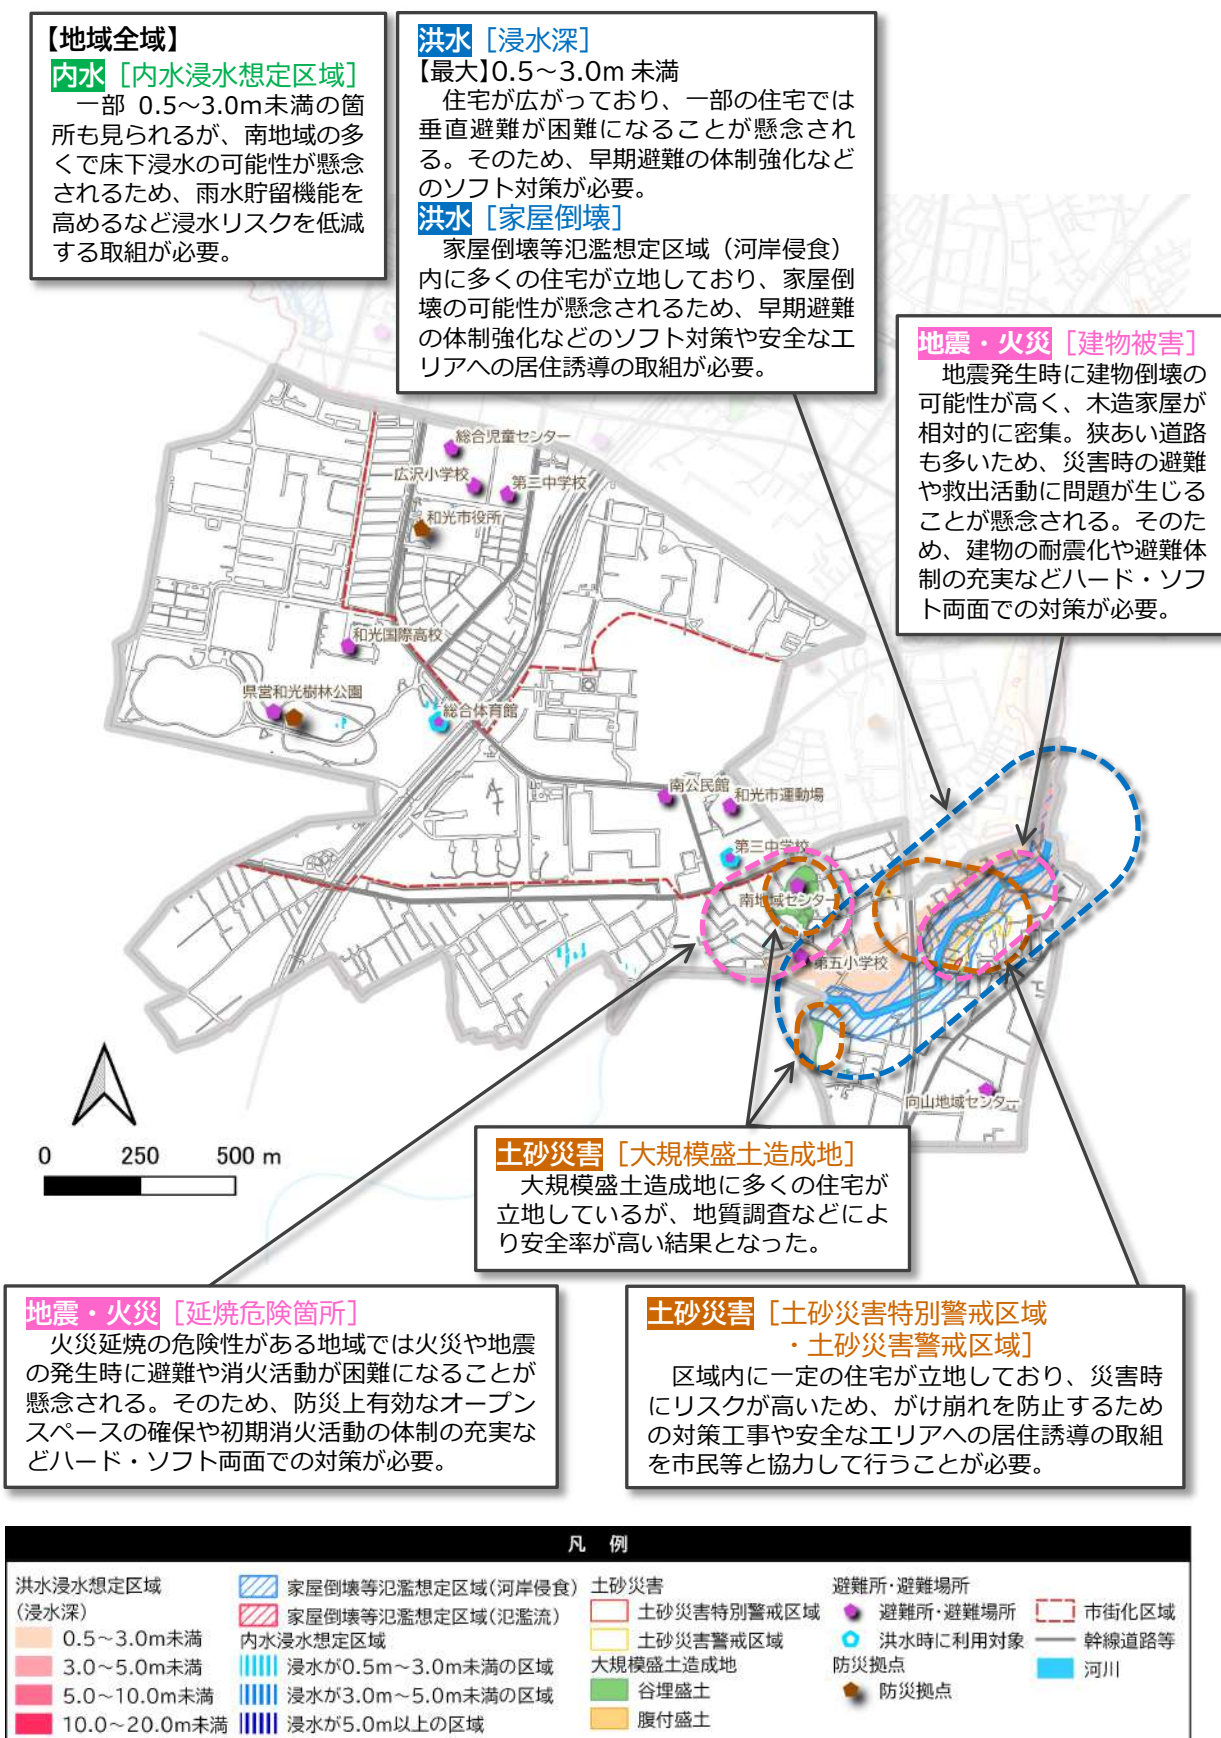 【地域全域】
内水［内水浸水想定区域］
一部 0.5～3.0m未満の箇
所も見られるが、南地域の多
くで床下浸水の可能性が懸念
されるため、雨水貯留機能を
高めるなど浸水リスクを低減
する取組が必要。
洪水［浸水深］
【最大】0.5～3.0m 未満
住宅が広がっており、一部の住宅では
垂直避難が困難になることが懸念され
る。そのため、早期避難の体制強化など
のソフト対策が必要。
洪水［家屋倒壊］
家屋倒壊等氾濫想定区域（河岸侵食）
内に多くの住宅が立地しており、家屋倒
壊の可能性が懸念されるため、早期避難
の体制強化などのソフト対策や安全なエ
リアへの居住誘導の取組が必要。
地震・火災［建物被害］
地震発生時に建物倒壊の
可能性が高く、木造家屋が
相対的に密集。狭あい道路
も多いため、災害時の避難
や救出活動に問題が生じる
ことが懸念される。そのた
め、建物の耐震化や避難体
制の充実などハード・ソフ
ト両面での対策が必要。
総合児童センター
広沢小学校
第三中学校
和光市役所
和光国際高校
県営和光樹林公園
総合体育館
南公民館
和光市運動場
第三中学校
南地域センター
第五小学校
向山地域センター
0 250 500 m
土砂災害［大規模盛土造成地］
大規模盛土造成地に多くの住宅が
立地しているが、地質調査などによ
り安全率が高い結果となった。
地震・火災［延焼危険箇所］
火災延焼の危険性がある地域では火災や地震
の発生時に避難や消火活動が困難になることが
懸念される。そのため、防災上有効なオープン
スペースの確保や初期消火活動の体制の充実な
どハード・ソフト両面での対策が必要。
土砂災害［土砂災害特別警戒区域
・土砂災害警戒区域］
区域内に一定の住宅が立地しており、災害時
にリスクが高いため、がけ崩れを防止するため
の対策工事や安全なエリアへの居住誘導の取組
を市民等と協力して行うことが必要。
凡 例
洪水浸水想定区域
(浸水深)
0.5～3.0m未満
3.0～5.0m未満
5.0～10.0m未満
10.0～20.0m未満
家屋倒壊等氾濫想定区域(河岸侵食)
家屋倒壊等氾濫想定区域(氾濫流)
内水浸水想定区域
浸水が0.5m～3.0m未満の区域
浸水が3.0m～5.0m未満の区域
浸水が5.0m以上の区域
土砂災害
土砂災害特別警戒区域
土砂災害警戒区域
大規模盛土造成地
谷埋盛土
腹付盛土
避難所・避難場所
避難所・避難場所
洪水時に利用対象
防災拠点
防災拠点
市街化区域
幹線道路等
河川